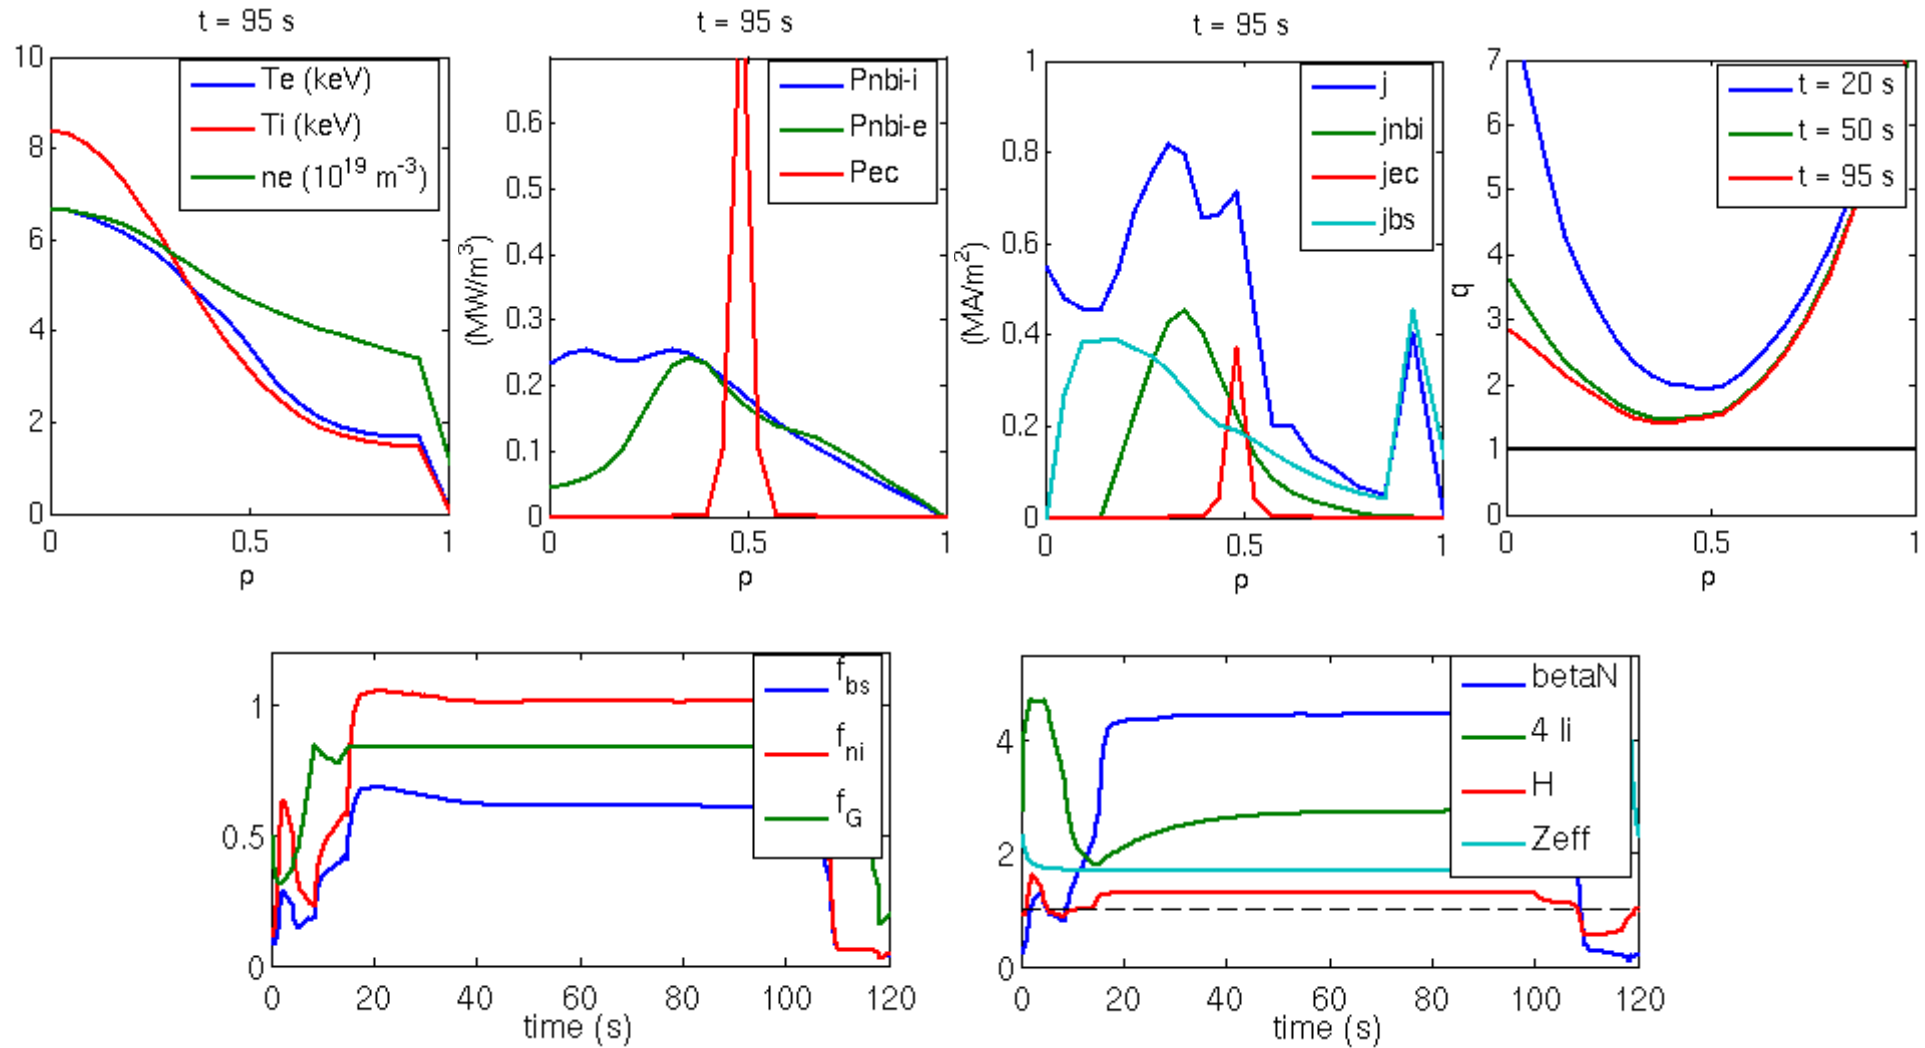 t = 95 s
10
8
6
4
2
0
0
0.5
1
ρ
Te (keV)
Ti (keV)
ne (10¹⁹ m⁻³)
t = 95 s
(MW/m³)
0.6
0.5
0.4
0.3
0.2
0.1
0
0
0.5
1
ρ
Pnbi-i
Pnbi-e
Pec
t = 95 s
(MA/m²)
1
0.8
0.6
0.4
0.2
0
0
0.5
1
ρ
j
jnbi
jec
jbs
q
7
6
5
4
3
2
1
0
0
0.5
1
ρ
t = 20 s
t = 50 s
t = 95 s
1
0.5
0
0
20
40
60
80
100
120
time (s)
f_bs
f_ni
f_G
4
2
0
0
20
40
60
80
100
120
time (s)
betaN
4 li
H
Zeff